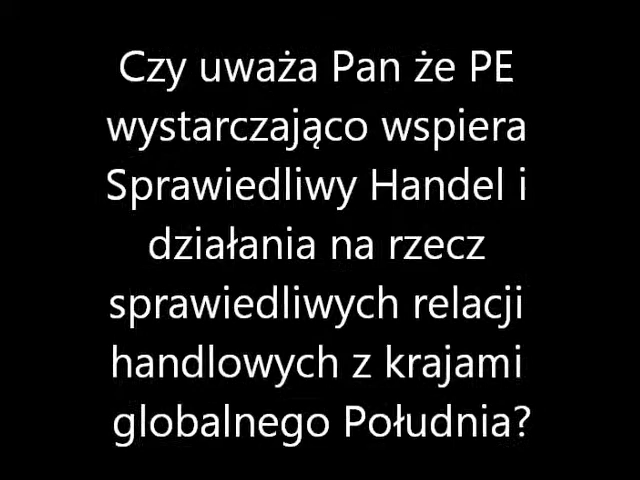 Czy uważa Pan że PE
wystarczająco wspiera
Sprawiedliwy Handel i
działania na rzecz
sprawiedliwych relacji
handlowych z krajami
globalnego Południa?